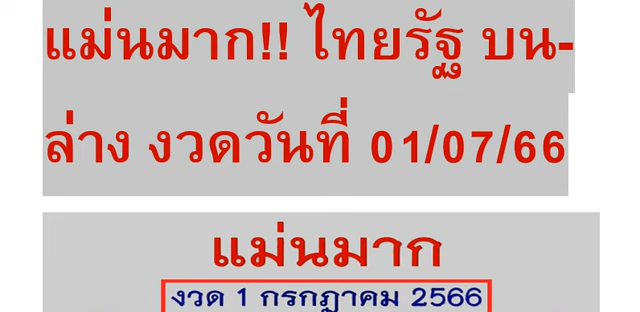 แม่นมาก!! ไทยรัฐ บน-
ล่าง งวดวันที่ 01/07/66
แม่นมาก
งวด 1 กรกฎาคม 2566